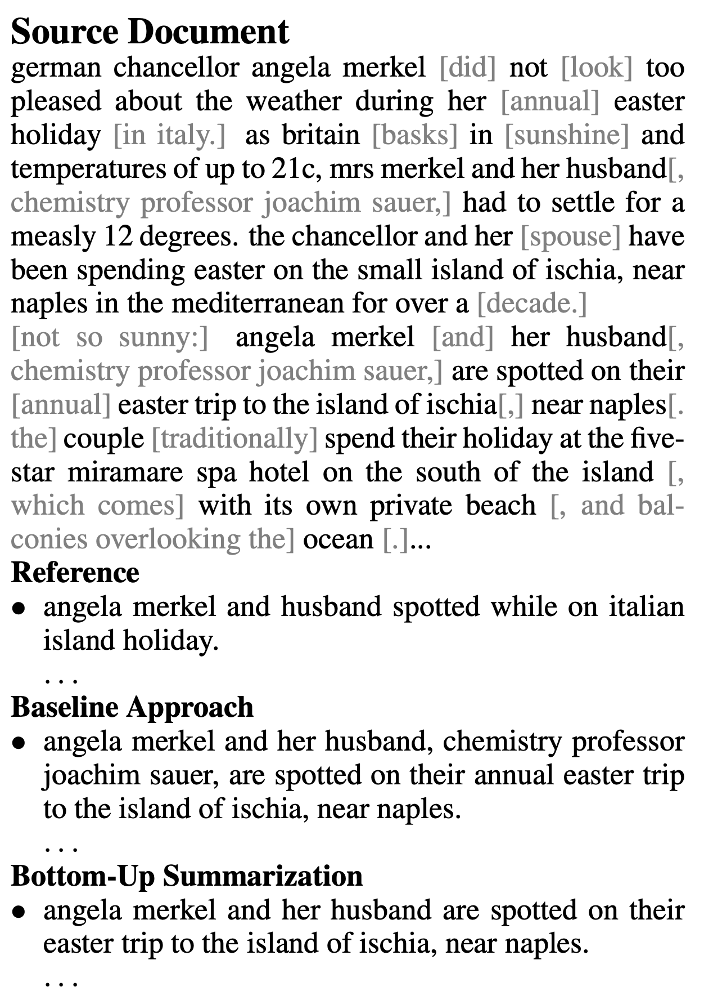 Source Document
german chancellor angela merkel [did] not [look] too
pleased about the weather during her [annual] easter
holiday [in italy.] as britain [basks] in [sunshine] and
temperatures of up to 21c, mrs merkel and her husband[,
chemistry professor joachim sauer,] had to settle for a
measly 12 degrees. the chancellor and her [spouse] have
been spending easter on the small island of ischia, near
naples in the mediterranean for over a [decade.]
[not so sunny:] angela merkel [and] her husband[,
chemistry professor joachim sauer,] are spotted on their
[annual] easter trip to the island of ischia[,] near naples[.
the] couple [traditionally] spend their holiday at the five-
star miramare spa hotel on the south of the island [,
which comes] with its own private beach [, and bal-
conies overlooking the] ocean [.]...
Reference
● angela merkel and husband spotted while on italian
island holiday.
. . .
Baseline Approach
● angela merkel and her husband, chemistry professor
joachim sauer, are spotted on their annual easter trip
to the island of ischia, near naples.
. . .
Bottom-Up Summarization
● angela merkel and her husband are spotted on their
easter trip to the island of ischia, near naples.
. . .